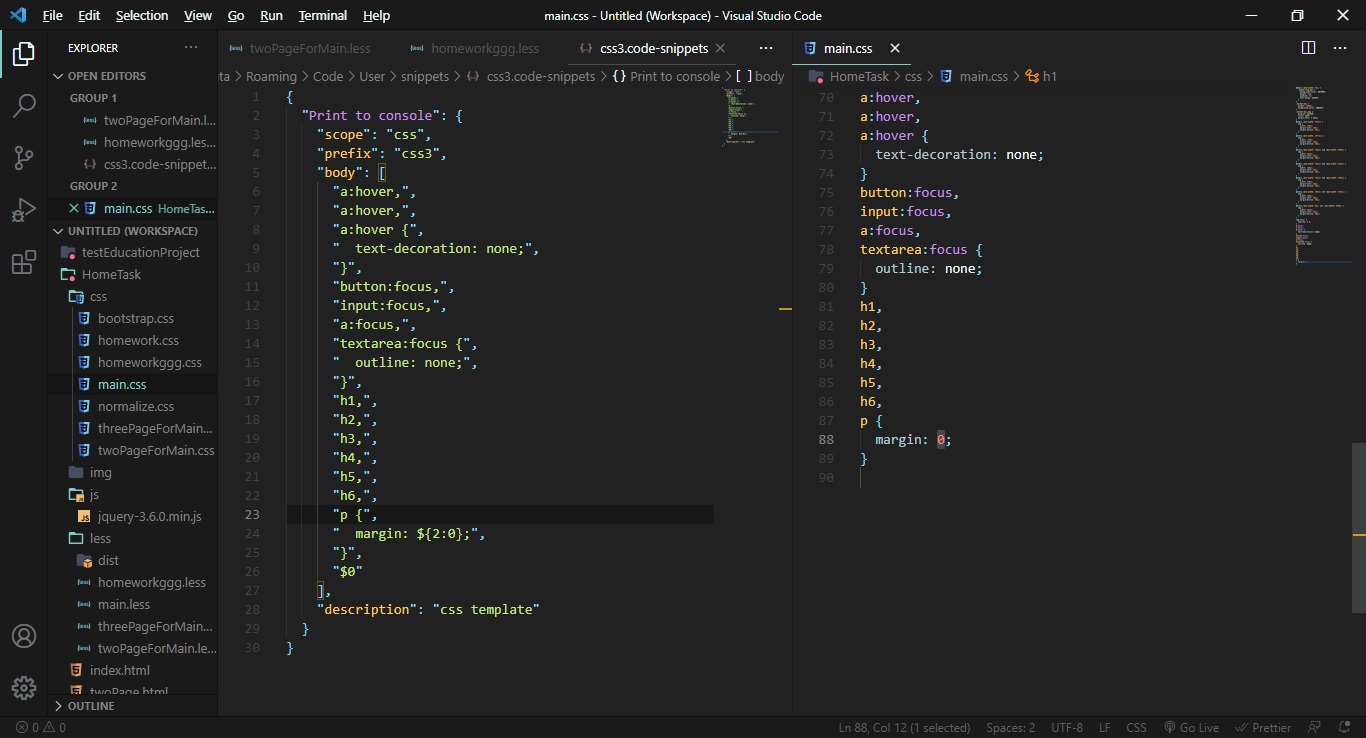 File Edit Selection View Go Run Terminal Help
main.css - Untitled (Workspace) - Visual Studio Code
EXPLORER
OPEN EDITORS
GROUP 1
twoPageForMain.l...
homeworkggg.les...
css3.code-snippet...
GROUP 2
main.css HomeTas...
UNTITLED (WORKSPACE)
testEducationProject
HomeTask
css
bootstrap.css
homework.css
homeworkggg.css
main.css
normalize.css
threePageForMain...
twoPageForMain.css
img
js
JS jquery-3.6.0.min.js
less
dist
homeworkggg.less
main.less
threePageForMain...
twoPageForMain.le...
index.html
twoPage.html
OUTLINE
twoPageForMain.less homeworkggg.less css3.code-snippets
ta > Roaming > Code > User > snippets > {} css3.code-snippets > {} Print to console > [ ] body
1 {
2 "Print to console": {
3 "scope": "css",
4 "prefix": "css3",
5 "body": [
6 "a:hover,",
7 "a:hover,",
8 "a:hover {",
9 "  text-decoration: none;",
10 "}",
11 "button:focus,",
12 "input:focus,",
13 "a:focus,",
14 "textarea:focus {",
15 "  outline: none;",
16 "}",
17 "h1,",
18 "h2,",
19 "h3,",
20 "h4,",
21 "h5,",
22 "h6,",
23 "p {",
24 "  margin: ${2:0};",
25 "}",
26 "$0"
27 ],
28 "description": "css template"
29 }
30 }
main.css
HomeTask > css > main.css > h1
70 a:hover,
71 a:hover,
72 a:hover {
73 text-decoration: none;
74 }
75 button:focus,
76 input:focus,
77 a:focus,
78 textarea:focus {
79 outline: none;
80 }
81 h1,
82 h2,
83 h3,
84 h4,
85 h5,
86 h6,
87 p {
88 margin: 0;
89 }
90
0 0
Ln 88, Col 12 (1 selected) Spaces: 2 UTF-8 LF CSS Go Live Prettier